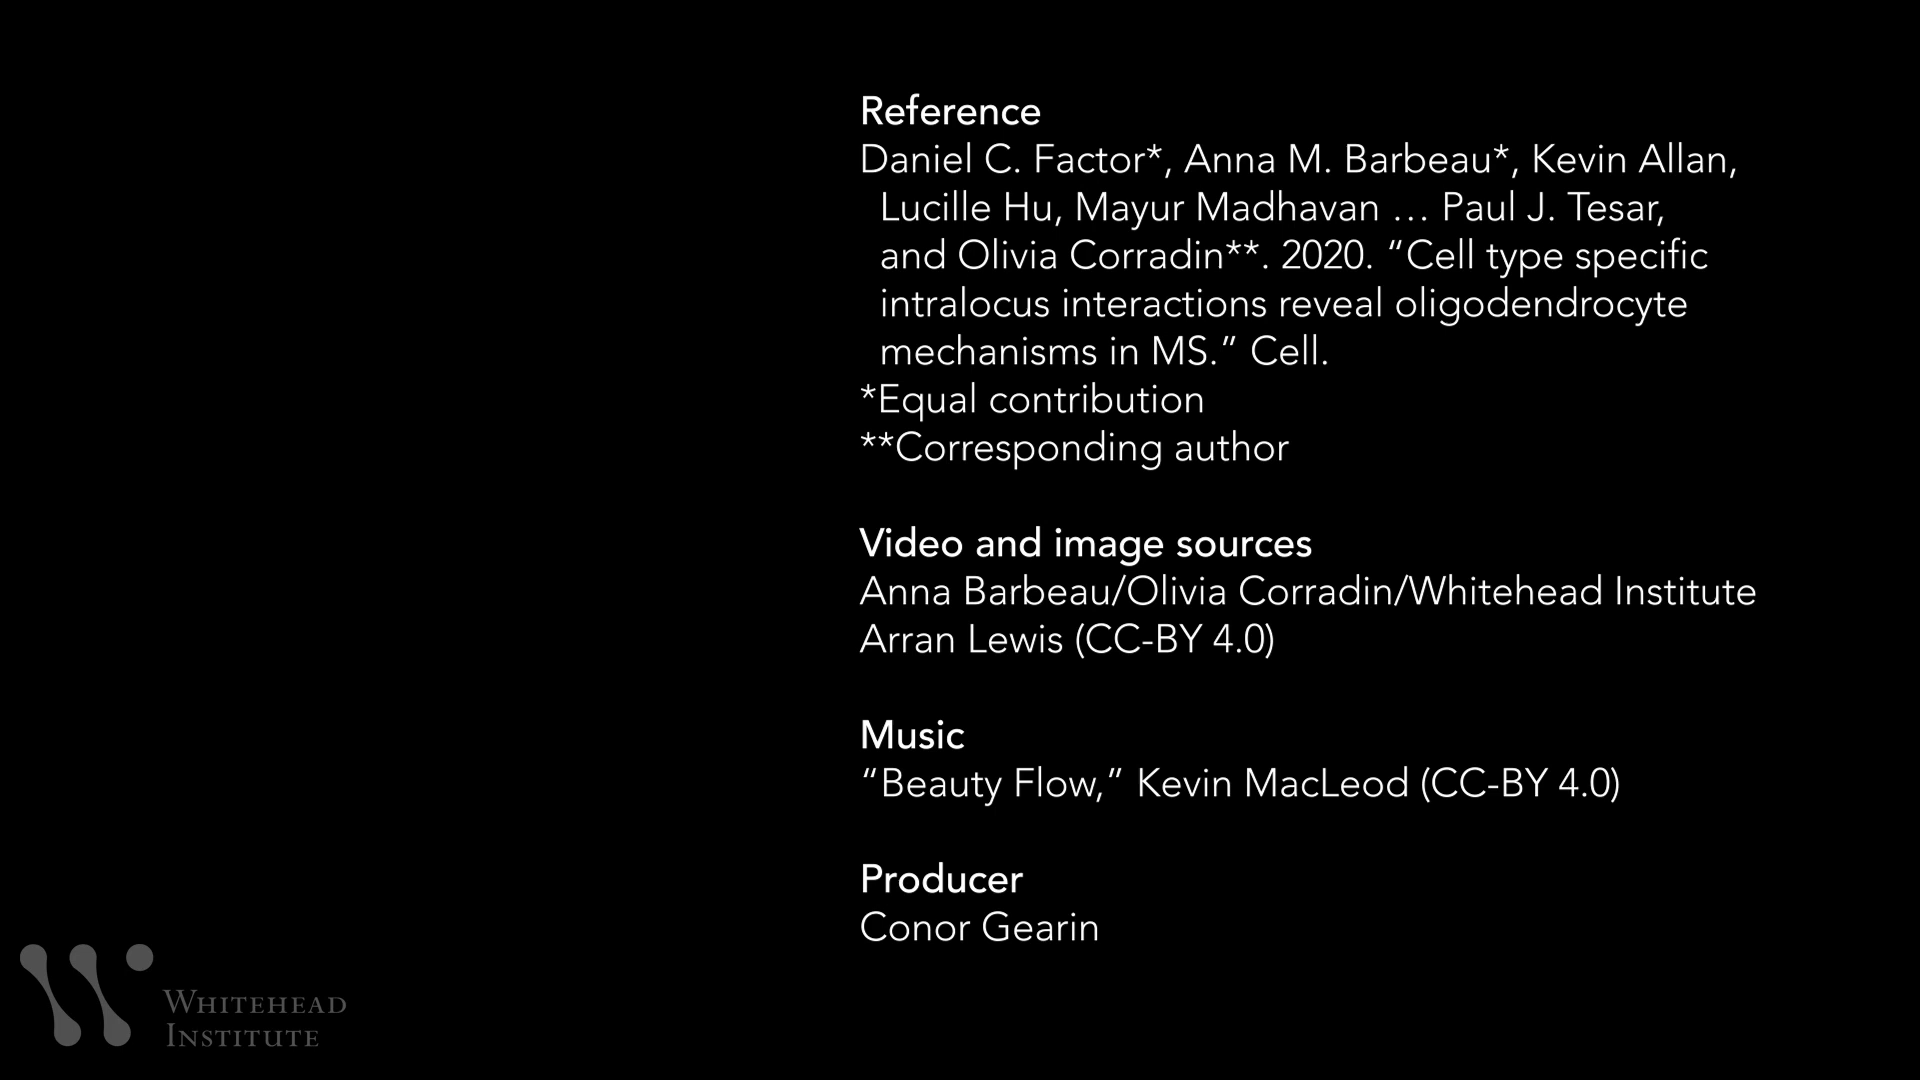 Reference
Daniel C. Factor*, Anna M. Barbeau*, Kevin Allan,
Lucille Hu, Mayur Madhavan … Paul J. Tesar,
and Olivia Corradin**. 2020. “Cell type specific
intralocus interactions reveal oligodendrocyte
mechanisms in MS.” Cell.
*Equal contribution
**Corresponding author
Video and image sources
Anna Barbeau/Olivia Corradin/Whitehead Institute
Arran Lewis (CC-BY 4.0)
Music
“Beauty Flow,” Kevin MacLeod (CC-BY 4.0)
Producer
Conor Gearin
Whitehead
Institute